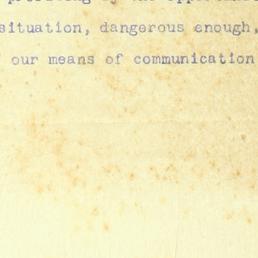 situation, dangerous enough,
our means of communication